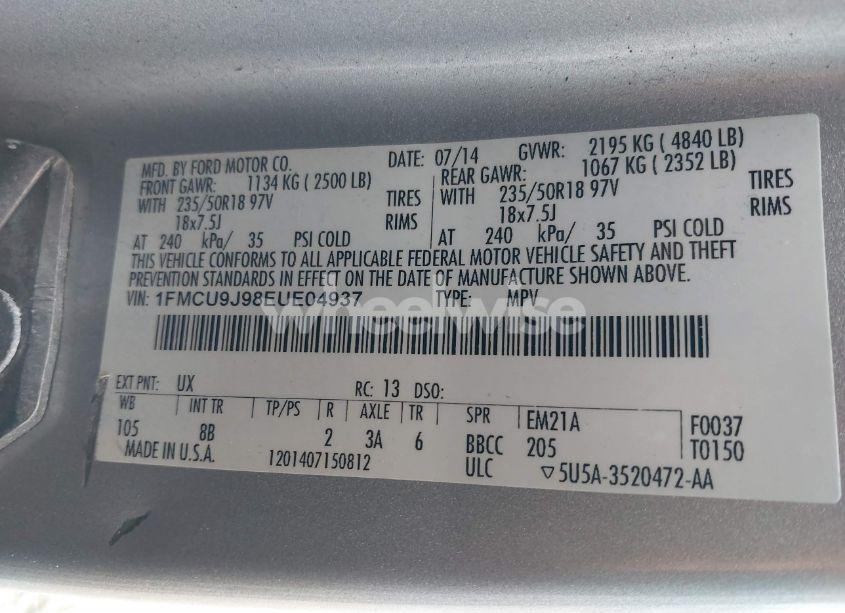 MFD. BY FORD MOTOR CO. DATE: 07/14 GVWR: 2195 KG ( 4840 LB)
FRONT GAWR: 1134 KG ( 2500 LB) REAR GAWR: 1067 KG ( 2352 LB)
WITH 235/50R18 97V TIRES WITH 235/50R18 97V TIRES
18x7.5J RIMS 18x7.5J RIMS
AT 240 kPa/ 35 PSI COLD AT 240 kPa/ 35 PSI COLD
THIS VEHICLE CONFORMS TO ALL APPLICABLE FEDERAL MOTOR VEHICLE SAFETY AND THEFT
PREVENTION STANDARDS IN EFFECT ON THE DATE OF MANUFACTURE SHOWN ABOVE.
VIN: 1FMCU9J98EUE04937 TYPE: MPV
wheelwise
EXT PNT: UX RC: 13 DSO:
WB INT TR TP/PS R AXLE TR SPR EM21A F0037
105 8B 2 3A 6 BBCC 205 T0150
MADE IN U.S.A. 1201407150812 ULC ▽5U5A-3520472-AA